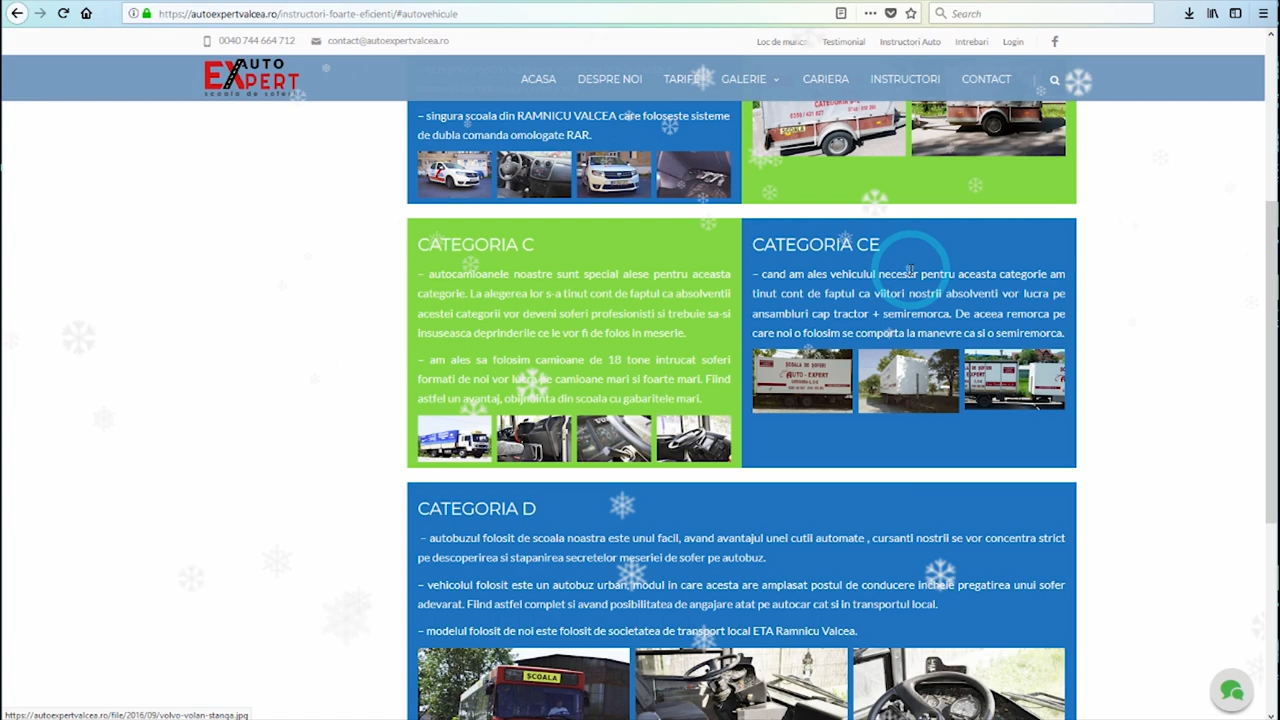 https://autoexpertvalcea.ro/instructori-foarte-eficienti/#autovehicule
Search
0040 744 664 712
contact@autoexpertvalcea.ro
Loc de munca
Testimonial
Instructori Auto
Intrebari
Login
AUTO
EXPERT
scoala de soferi
ACASA
DESPRE NOI
TARIFE
GALERIE
CARIERA
INSTRUCTORI
CONTACT
– singura scoala din RAMNICU VALCEA care foloseste sisteme
de dubla comanda omologate RAR.
SCOALA
CATEGORIA C
– autocamioanele noastre sunt special alese pentru aceasta
categorie. La alegerea lor s-a tinut cont de faptul ca absolventii
acestei categorii vor deveni soferi profesionisti si trebuie sa-si
insuseasca deprinderile ce le vor fi de folos in meserie.
– am ales sa folosim camioane de 18 tone intrucat soferi
formati de noi vor lucra pe camioane mari si foarte mari. Fiind
astfel un avantaj, obijnuinta din scoala cu gabaritele mari.
CATEGORIA CE
– cand am ales vehiculul necesar pentru aceasta categorie am
tinut cont de faptul ca viitori nostrii absolventi vor lucra pe
ansambluri cap tractor + semiremorca. De aceea remorca pe
care noi o folosim se comporta la manevre ca si o semiremorca.
SCOALA DE SOFERI
AUTO - EXPERT
CATEGORIA D
– autobuzul folosit de scoala noastra este unul facil, avand avantajul unei cutii automate , cursanti nostrii se vor concentra strict
pe descoperirea si stapanirea secretelor meseriei de sofer pe autobuz.
– vehicolul folosit este un autobuz urban, modul in care acesta are amplasat postul de conducere incheie pregatirea unui sofer
adevarat. Fiind astfel complet si avand posibilitatea de angajare atat pe autocar cat si in transportul local.
– modelul folosit de noi este folosit de societatea de transport local ETA Ramnicu Valcea.
SCOALA
https://autoexpertvalcea.ro/file/2016/09/volvo-volan-stanga.jpg